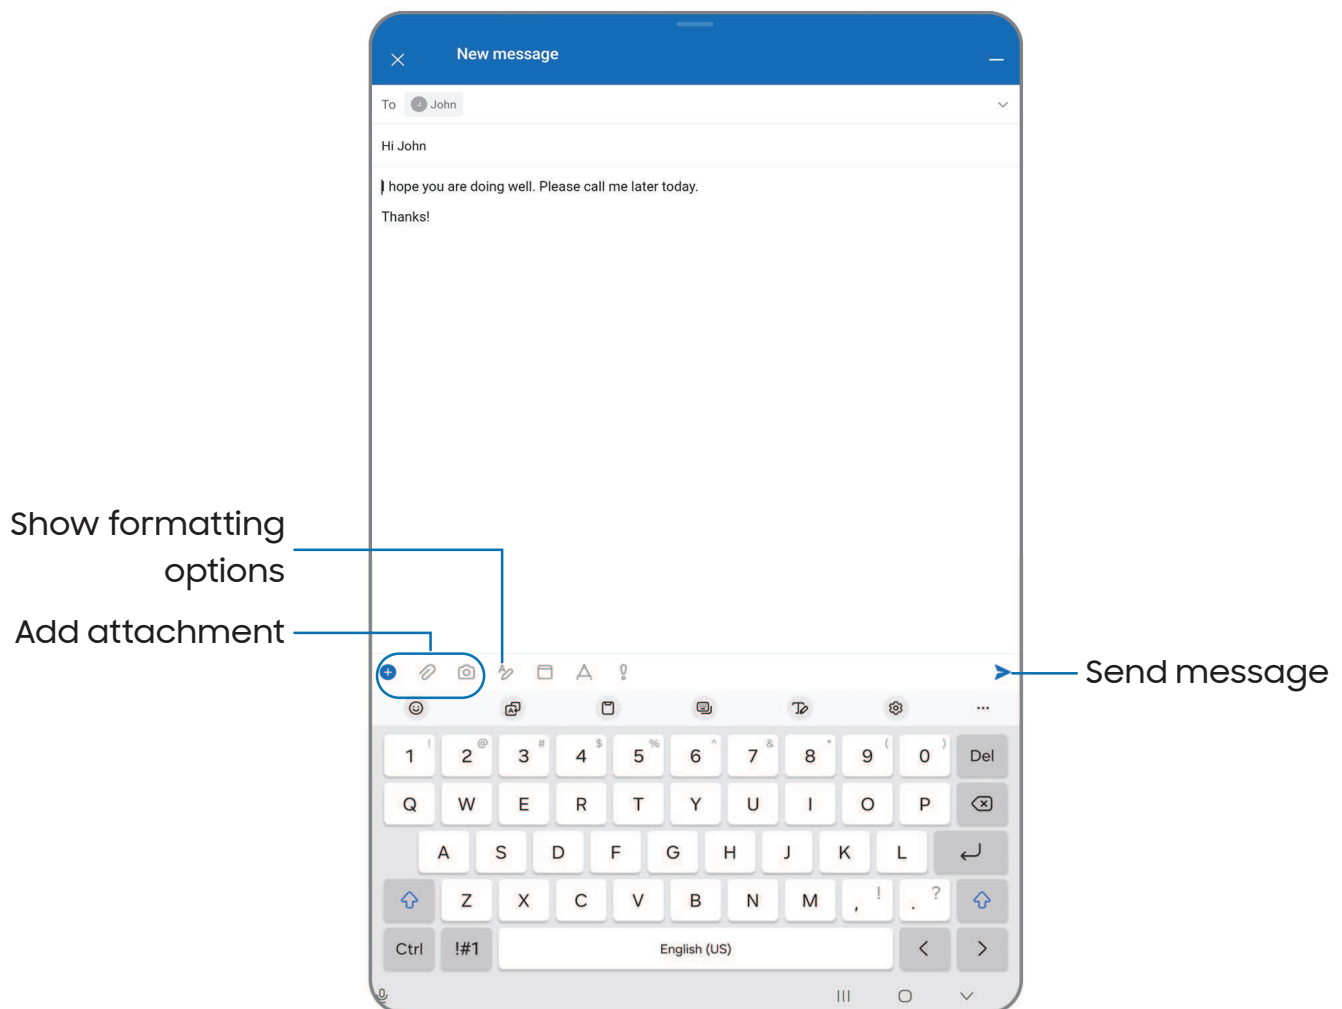 New message
To John
Hi John
I hope you are doing well. Please call me later today.
Thanks!
Show formatting
options
Add attachment
Send message
1 ! 2 @ 3 # 4 $ 5 % 6 ^ 7 & 8 * 9 ( 0 ) Del
Q W E R T Y U I O P
A S D F G H J K L
Z X C V B N M , ! . ?
Ctrl !#1 English (US) < >